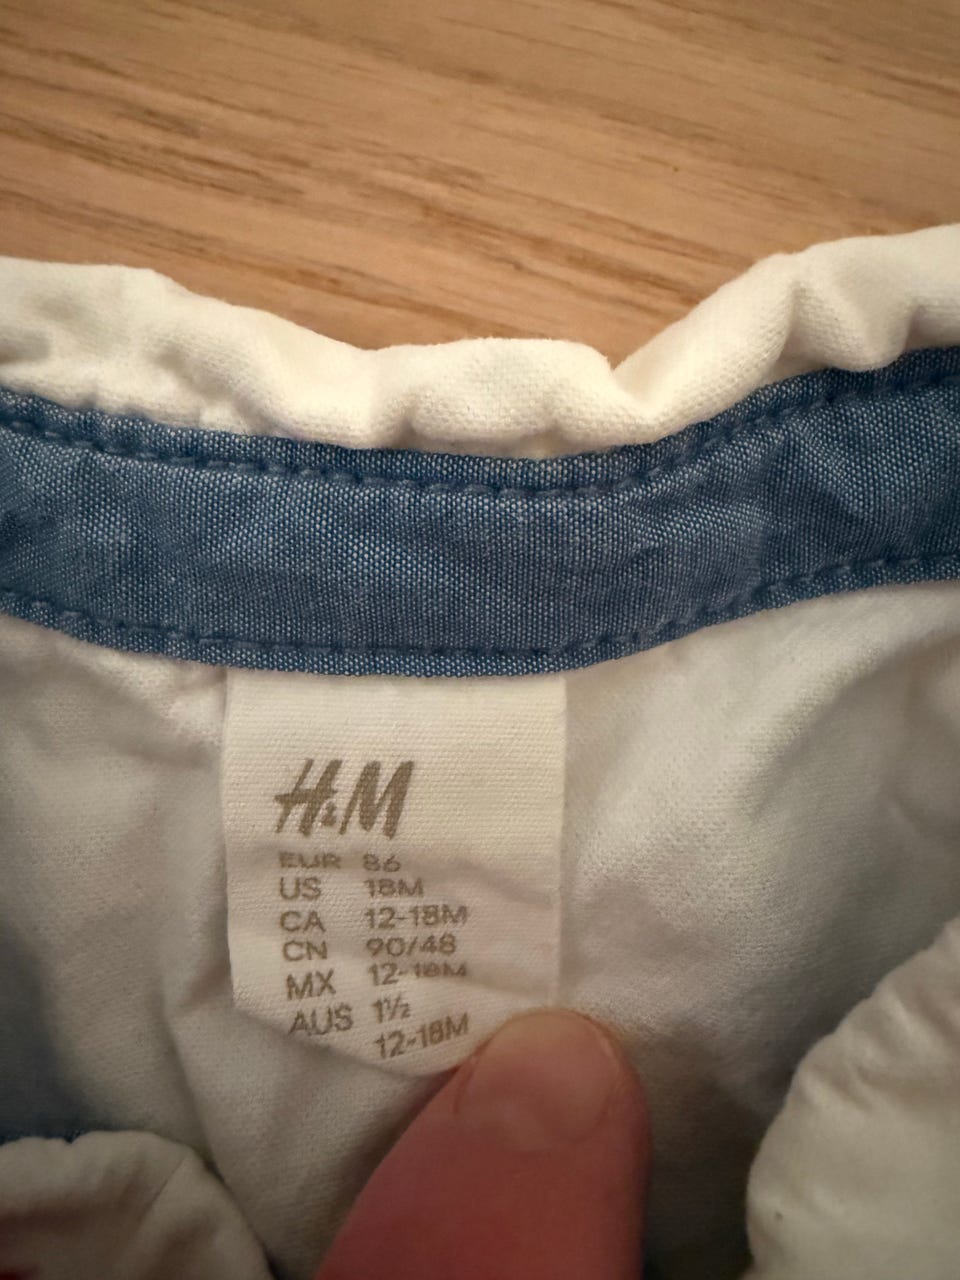 H&M
EUR 86
US 18M
CA 12-18M
CN 90/48
MX 12-18M
AUS 1½
12-18M